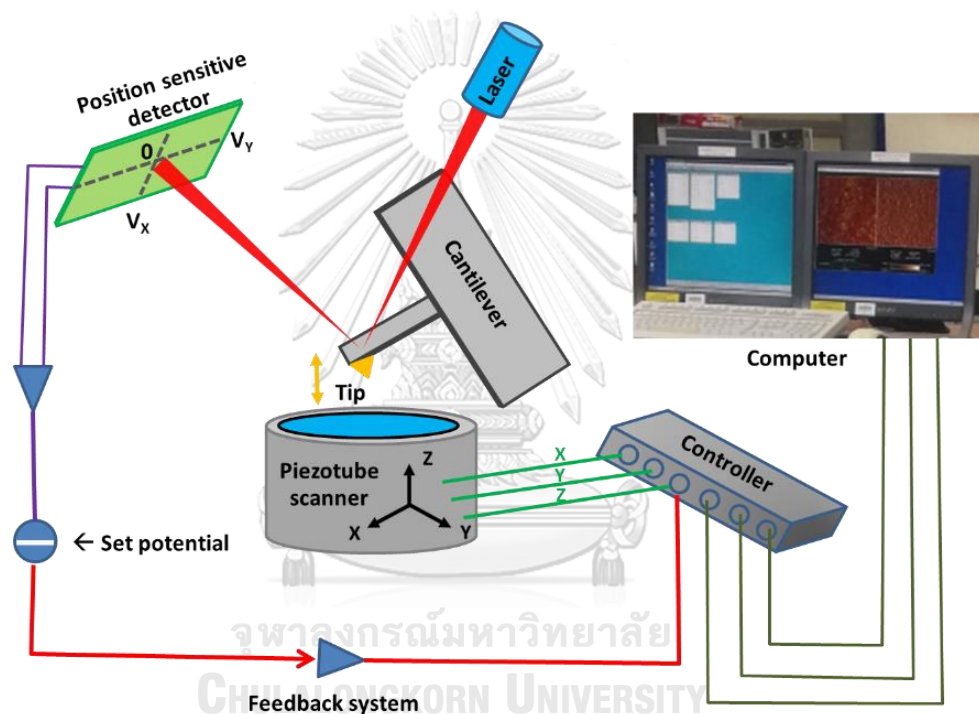 Position sensitive
detector
0
V_Y
V_X
Laser
Cantilever
Tip
Computer
Piezotube
scanner
Z
X
Y
X
Y
Z
Controller
← Set potential
จุฬาลงกรณ์มหาวิทยาลัย
CHULALONGKORN UNIVERSITY
Feedback system